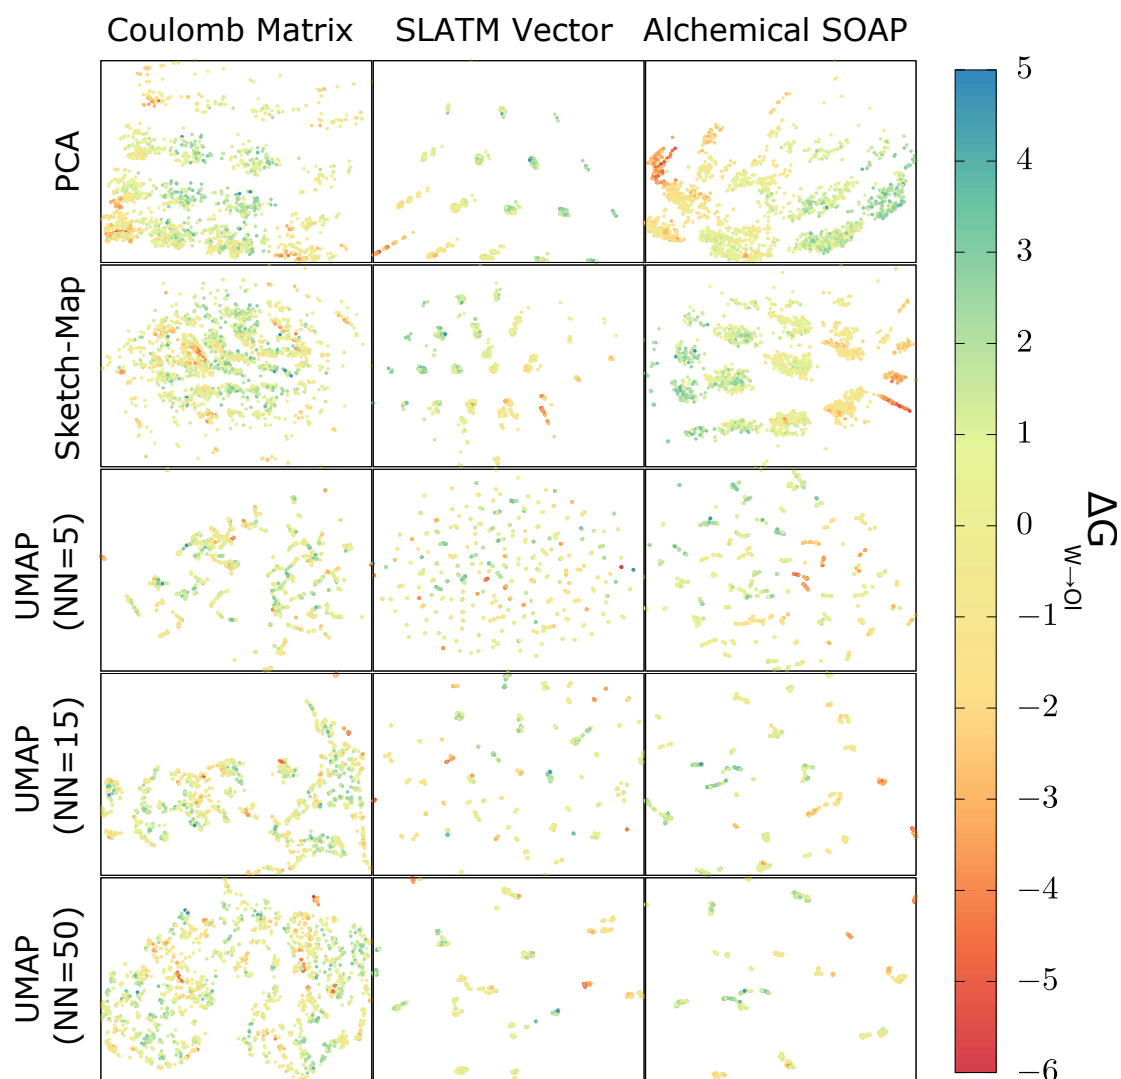 Coulomb Matrix SLATM Vector Alchemical SOAP
PCA
Sketch-Map
UMAP
(NN=5)
UMAP
(NN=15)
UMAP
(NN=50)
5
4
3
2
1
0
−1
−2
−3
−4
−5
−6
ΔG W→Ol